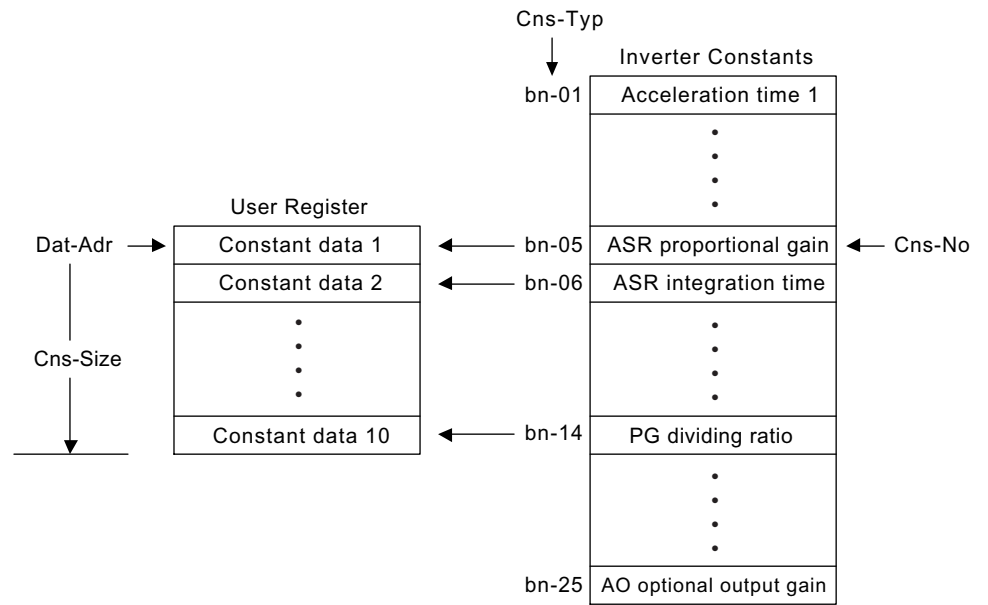 Cns-Typ
Inverter Constants
bn-01 Acceleration time 1
User Register
Dat-Adr Constant data 1 bn-05 ASR proportional gain Cns-No
Constant data 2 bn-06 ASR integration time
Cns-Size
Constant data 10 bn-14 PG dividing ratio
bn-25 AO optional output gain